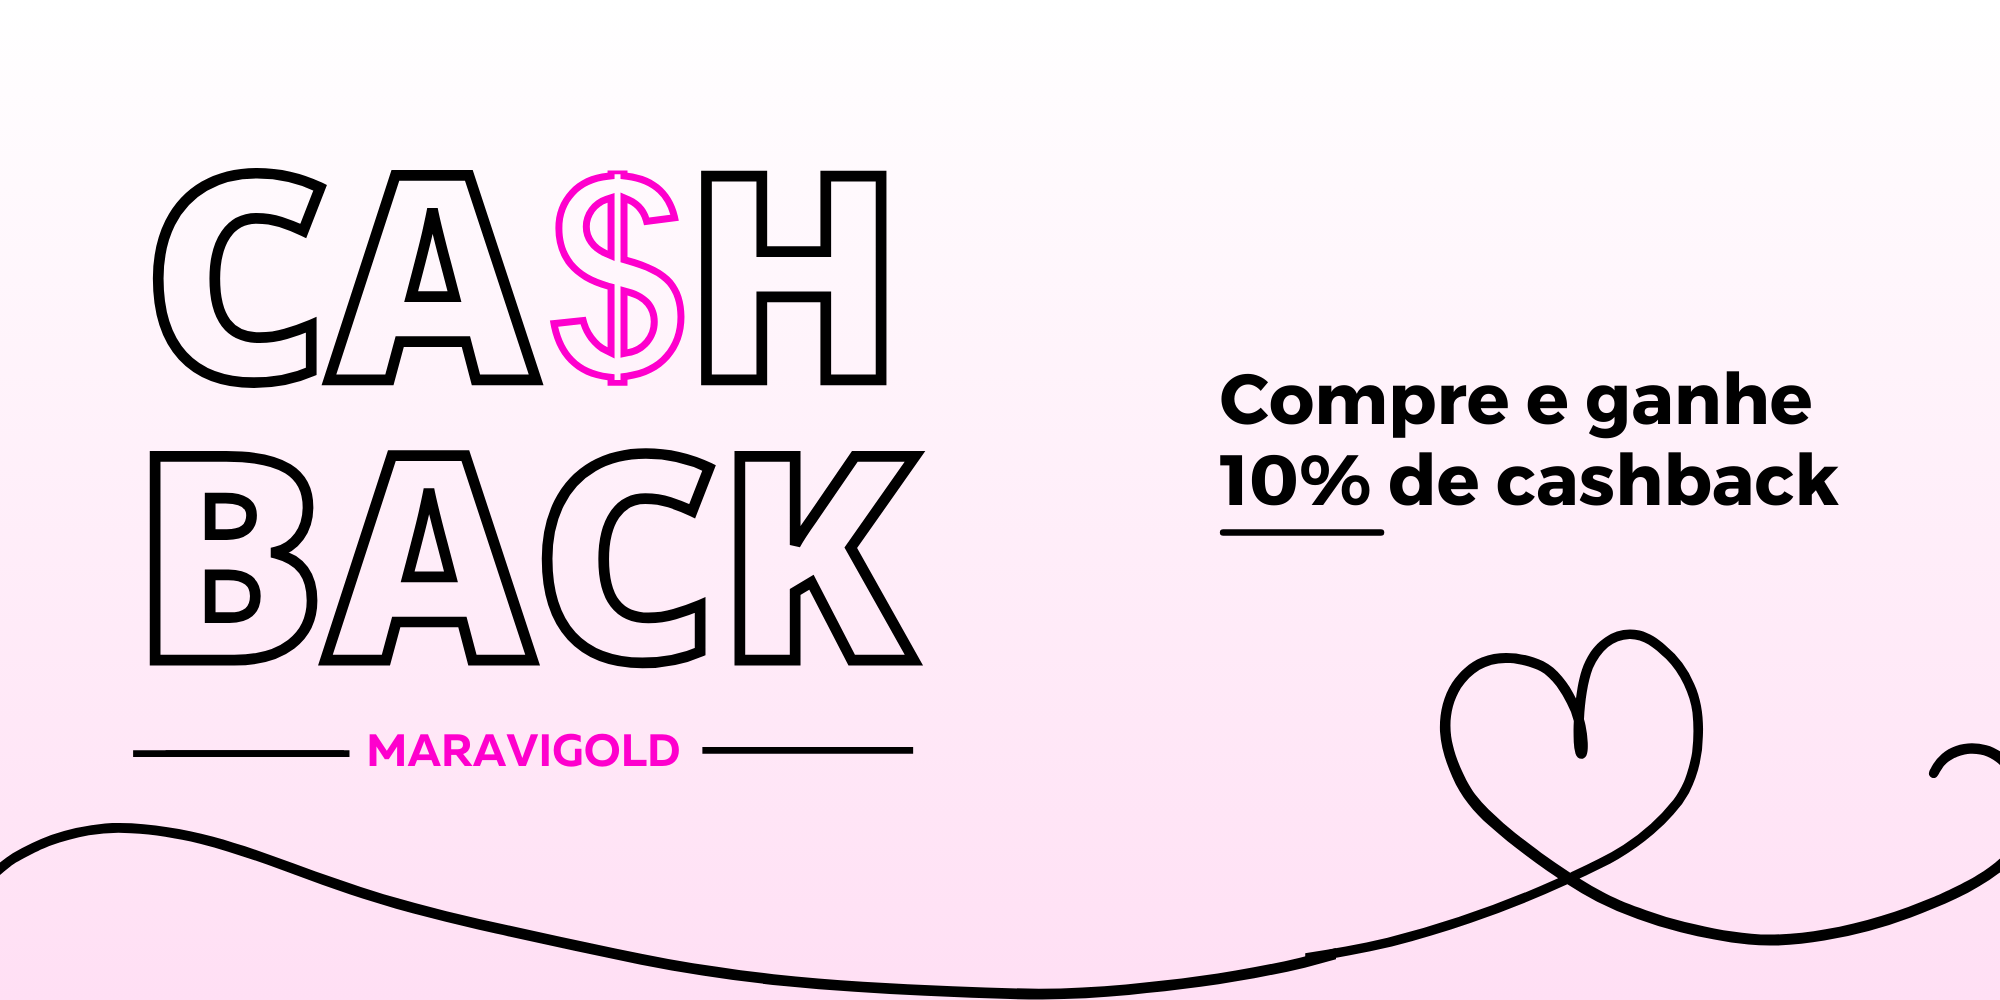 CA$H
BACK
MARAVIGOLD
Compre e ganhe
10% de cashback